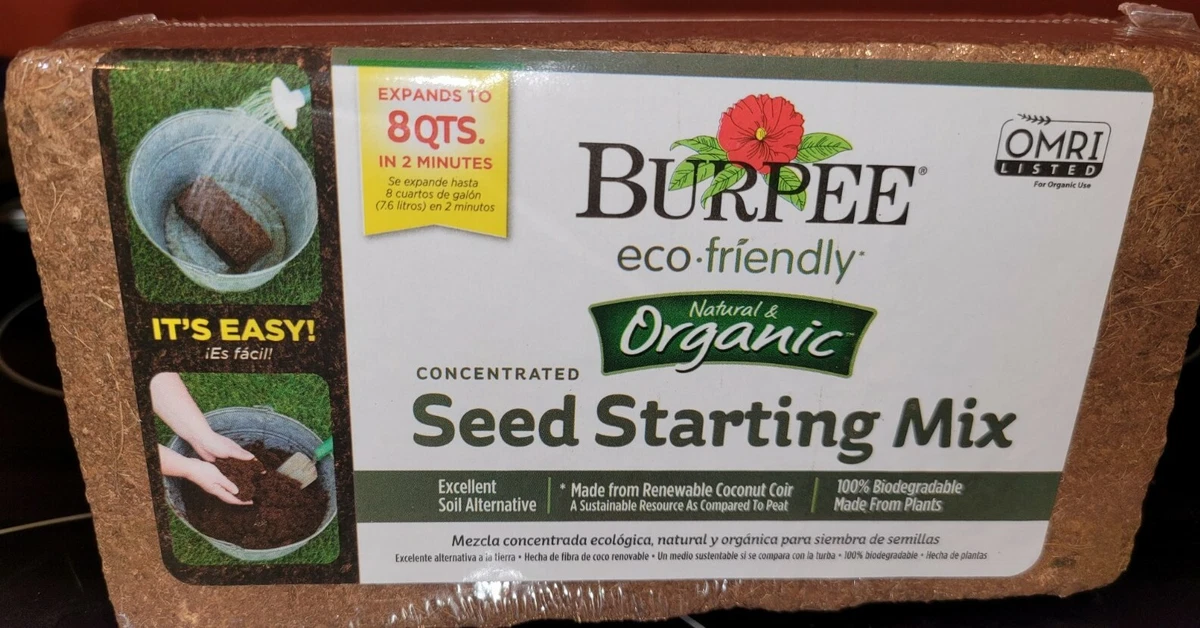 EXPANDS TO
8 QTS.
IN 2 MINUTES
Se expande hasta
8 cuartos de galón
(7.6 litros) en 2 minutos
BURPEE®
eco·friendly*
OMRI
LISTED
For Organic Use
Natural &
Organic™
IT'S EASY!
¡Es fácil!
CONCENTRATED
Seed Starting Mix
Excellent
Soil Alternative
* Made from Renewable Coconut Coir
A Sustainable Resource As Compared To Peat
100% Biodegradable
Made From Plants
Mezcla concentrada ecológica, natural y orgánica para siembra de semillas
Excelente alternativa a la tierra • Hecha de fibra de coco renovable • Un medio sustentable si se compara con la turba • 100% biodegradable • Hecha de plantas